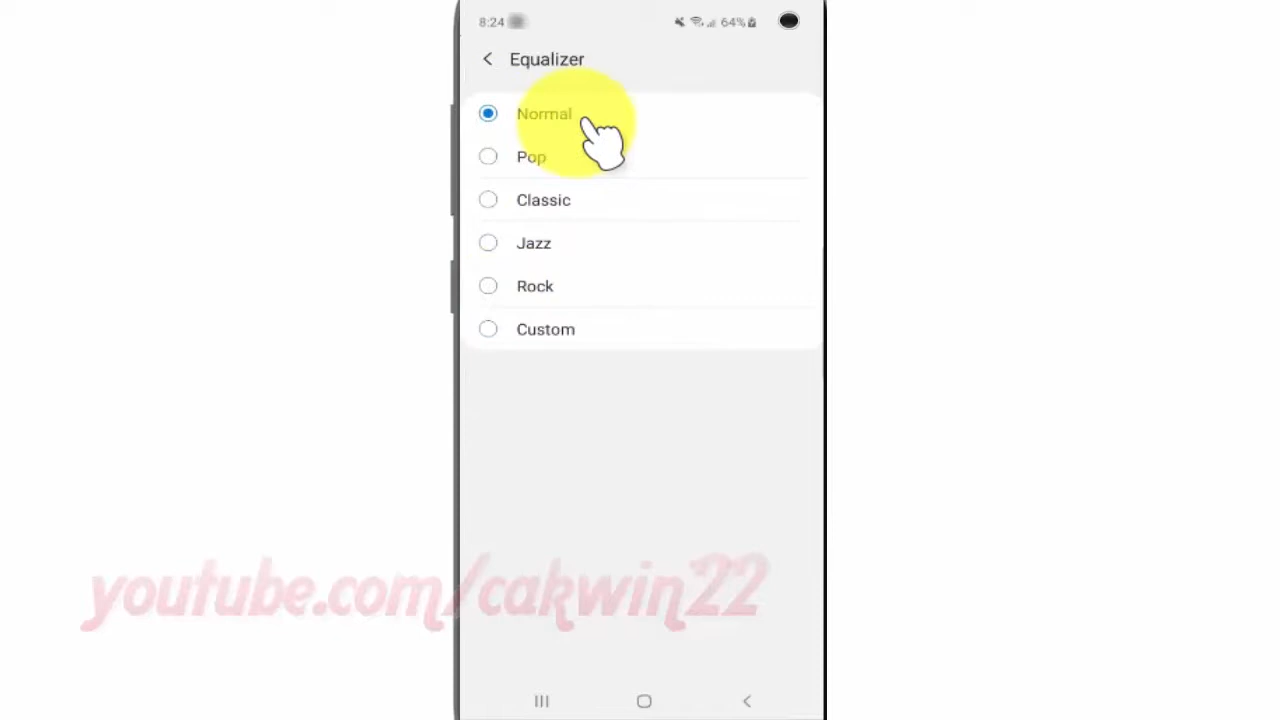 8:24
64%
Equalizer
Normal
Pop
Classic
Jazz
Rock
Custom
youtube.com/cakwin22